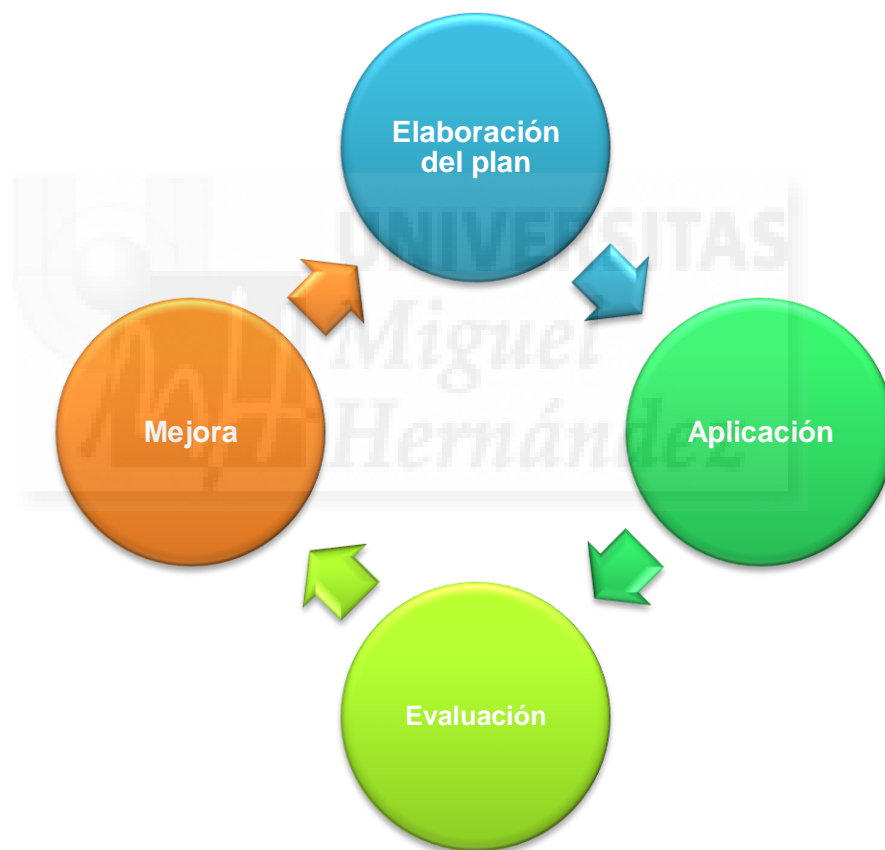 Elaboración
del plan
Aplicación
Evaluación
Mejora
UNIVERSITAS
Miguel
Hernández